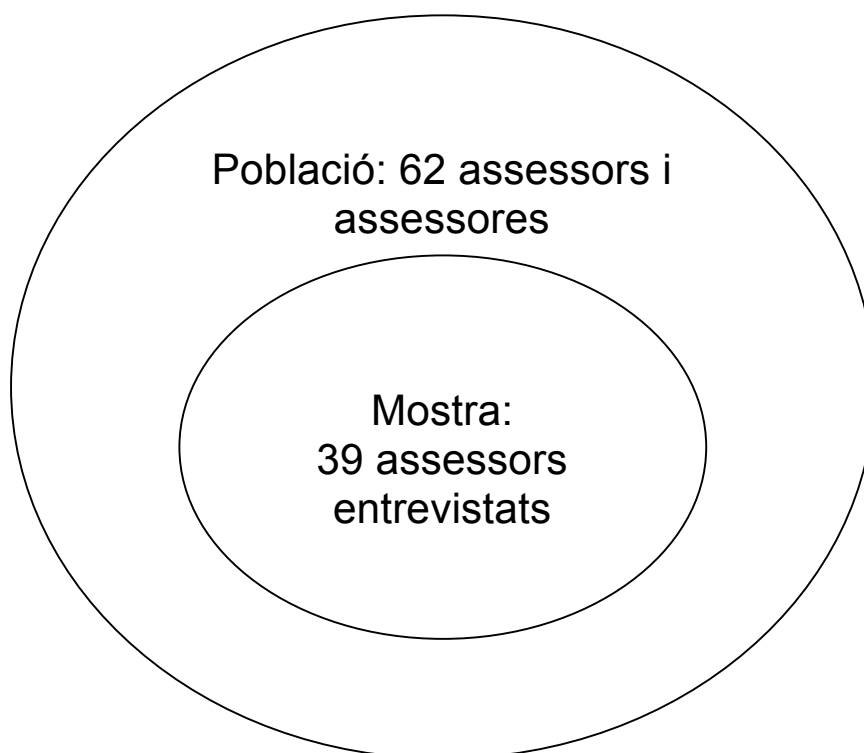 Població: 62 assessors i
assessores
Mostra:
39 assessors
entrevistats